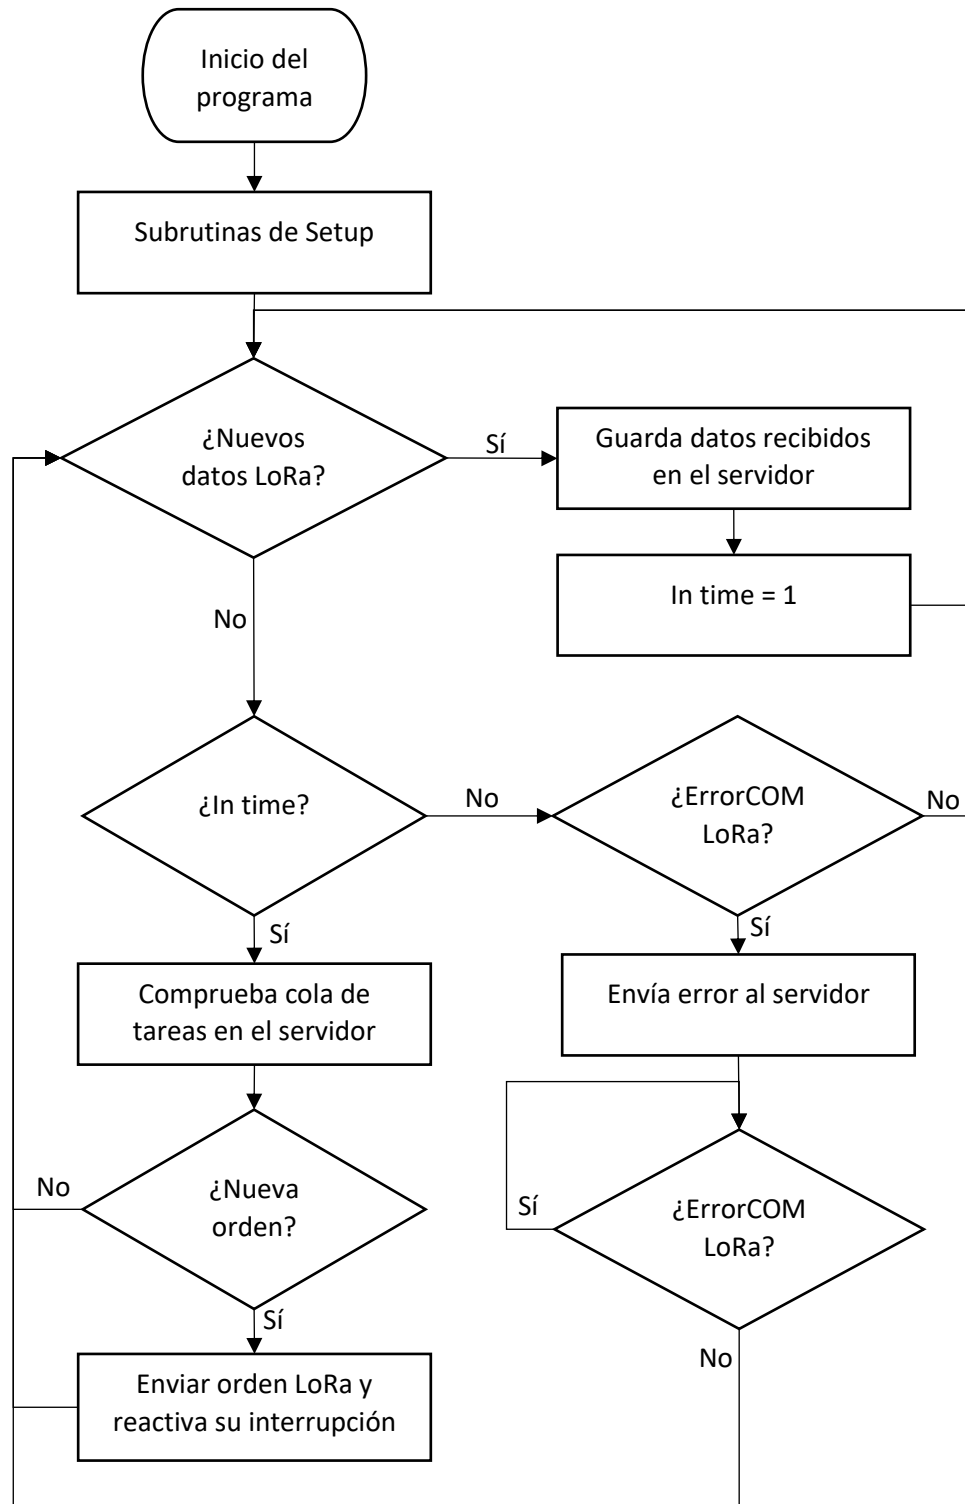 Inicio del
programa
Subrutinas de Setup
¿Nuevos
datos LoRa?
Sí
Guarda datos recibidos
en el servidor
In time = 1
No
¿In time?
No
¿ErrorCOM
LoRa?
No
Sí
Sí
Comprueba cola de
tareas en el servidor
Envía error al servidor
No
¿Nueva
orden?
Sí
¿ErrorCOM
LoRa?
Sí
No
Enviar orden LoRa y
reactiva su interrupción